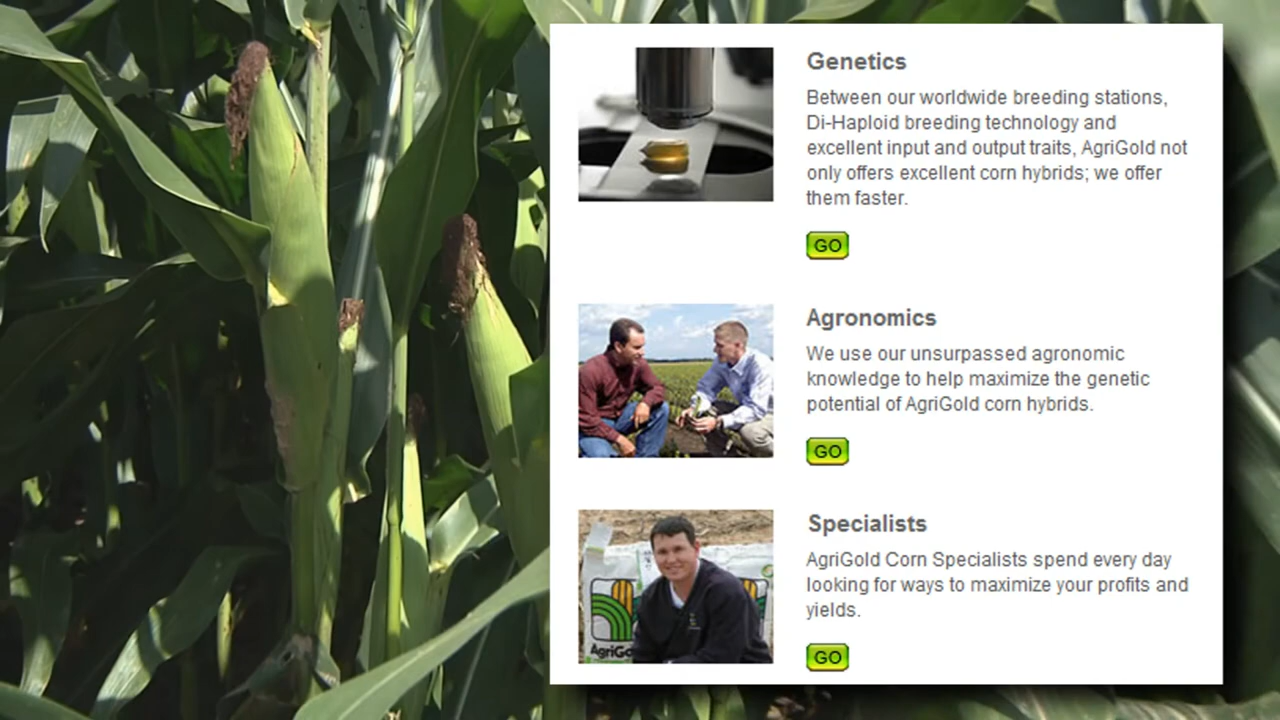 Genetics
Between our worldwide breeding stations,
Di-Haploid breeding technology and
excellent input and output traits, AgriGold not
only offers excellent corn hybrids; we offer
them faster.
GO
Agronomics
We use our unsurpassed agronomic
knowledge to help maximize the genetic
potential of AgriGold corn hybrids.
GO
Specialists
AgriGold Corn Specialists spend every day
looking for ways to maximize your profits and
yields.
AgriGo
GO